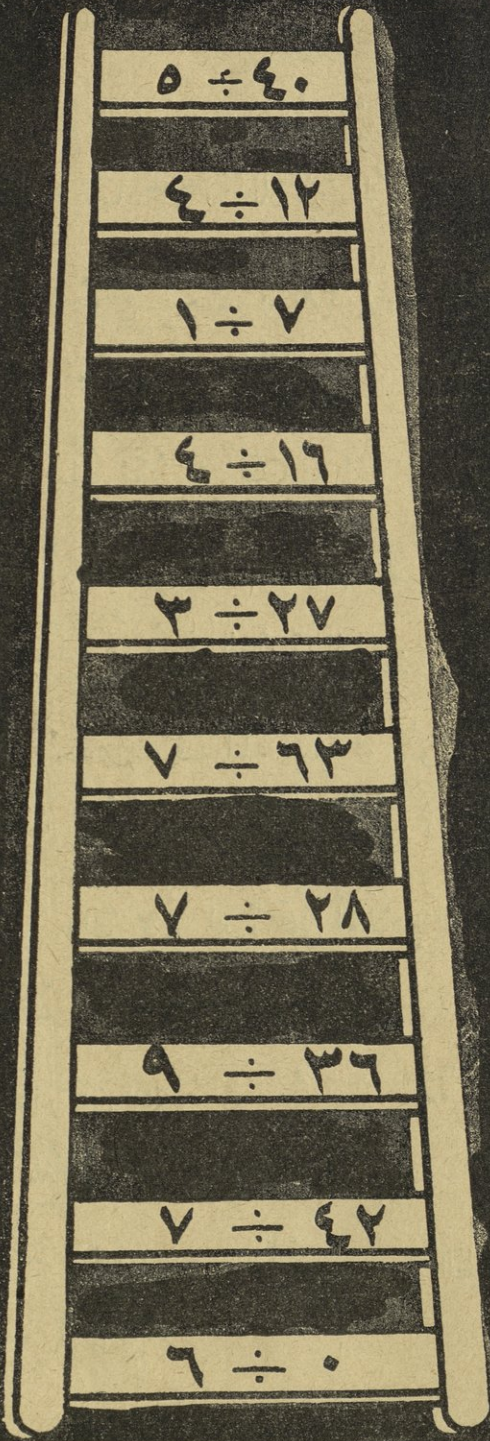 ٤٠ ÷ ٥
١٢ ÷ ٤
٧ ÷ ١
١٦ ÷ ٤
٢٧ ÷ ٣
٦٣ ÷ ٧
٢٨ ÷ ٧
٣٦ ÷ ٩
٤٢ ÷ ٧
٠ ÷ ٦